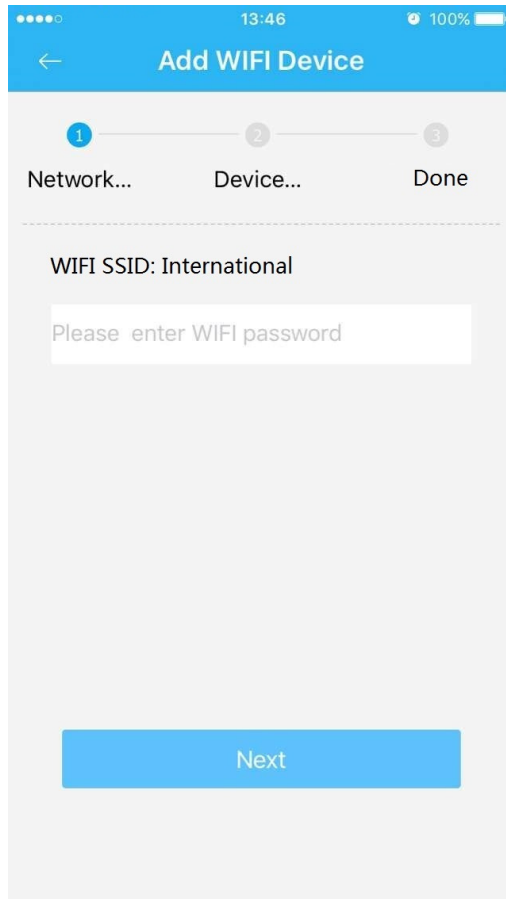 13:46
100%
Add WIFI Device
1
2
3
Network...
Device...
Done
WIFI SSID: International
Please enter WIFI password
Next